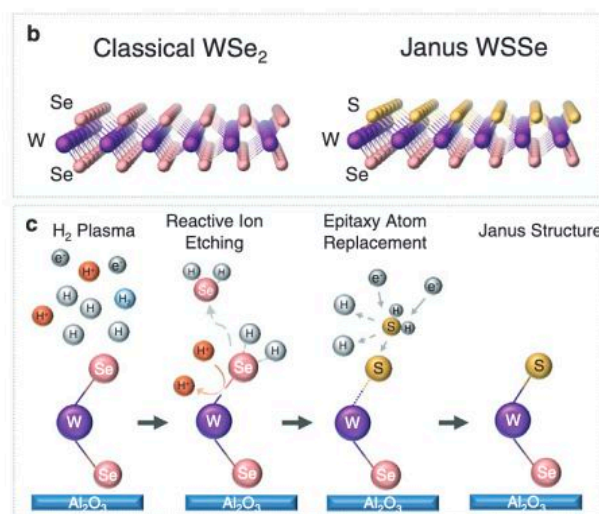 b
Classical WSe₂
Janus WSSe
Se
W
Se
S
Se
c
H₂ Plasma
Reactive Ion
Etching
Epitaxy Atom
Replacement
Janus Structure
e⁻
H⁺
e⁻
H
H
H₂
H⁺
H
H
Se
W
Se
Al₂O₃
H
H
Se
H
H
H⁺
Se
H⁺
W
Se
Al₂O₃
e⁻
e⁻
H
H
S
H
H
S
W
Se
Al₂O₃
S
W
Se
Al₂O₃